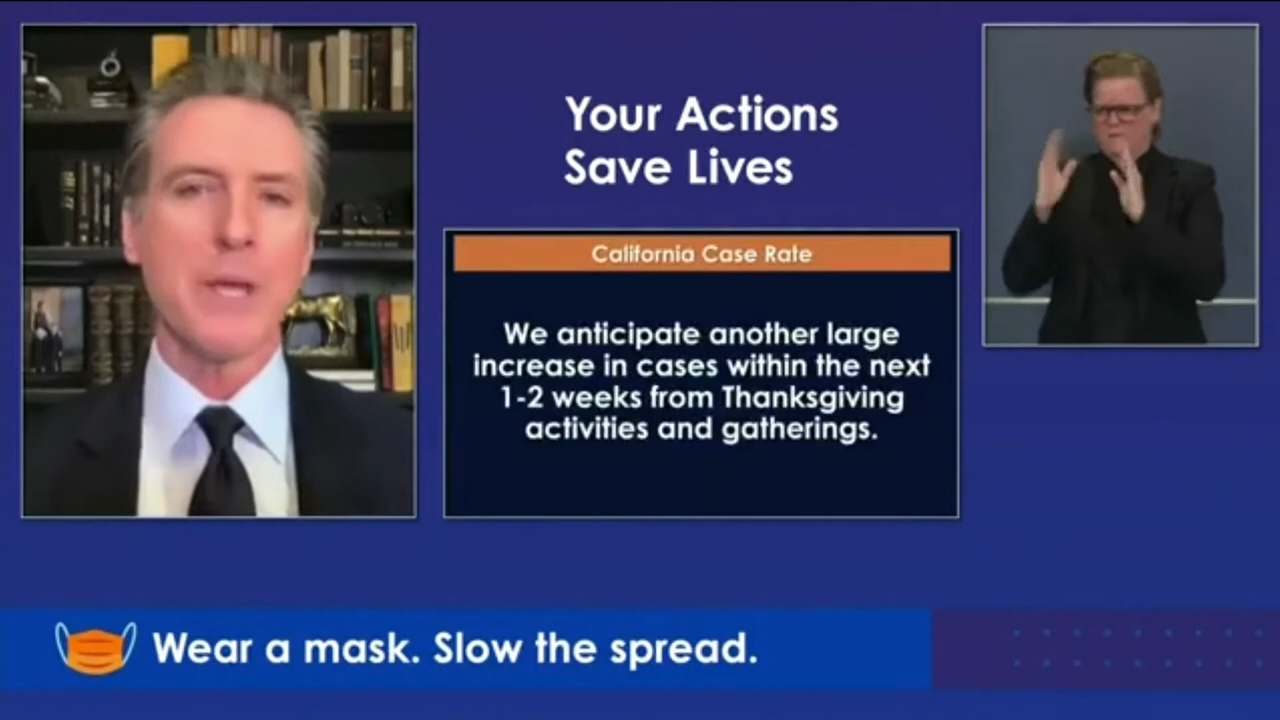 Your Actions
Save Lives
California Case Rate
We anticipate another large
increase in cases within the next
1-2 weeks from Thanksgiving
activities and gatherings.
Wear a mask. Slow the spread.